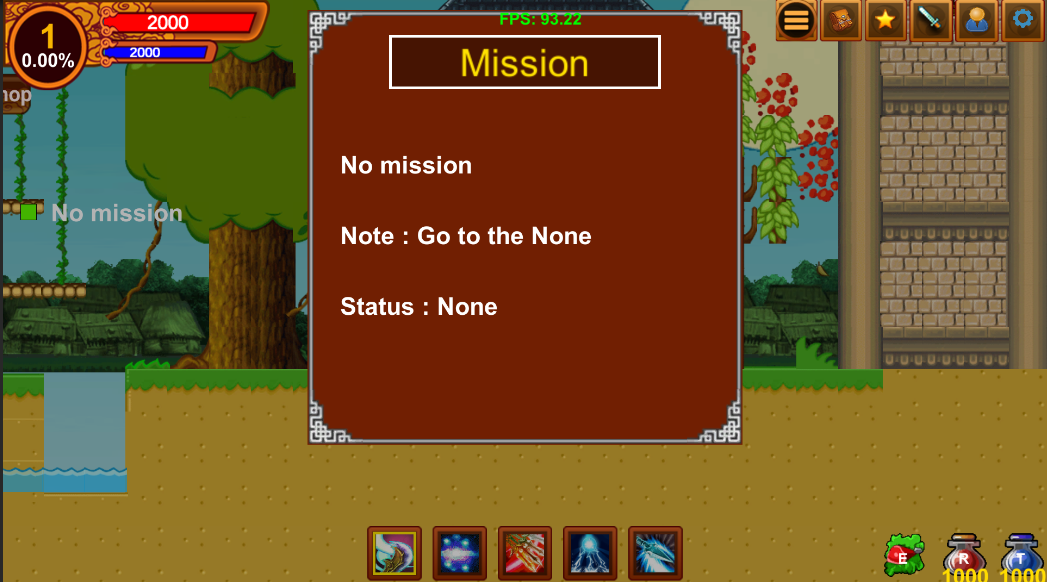 FPS: 93.22
1
0.00%
2000
2000
Mission
hop
No mission
No mission
Note : Go to the None
Status : None
E
R
T
1000
1000